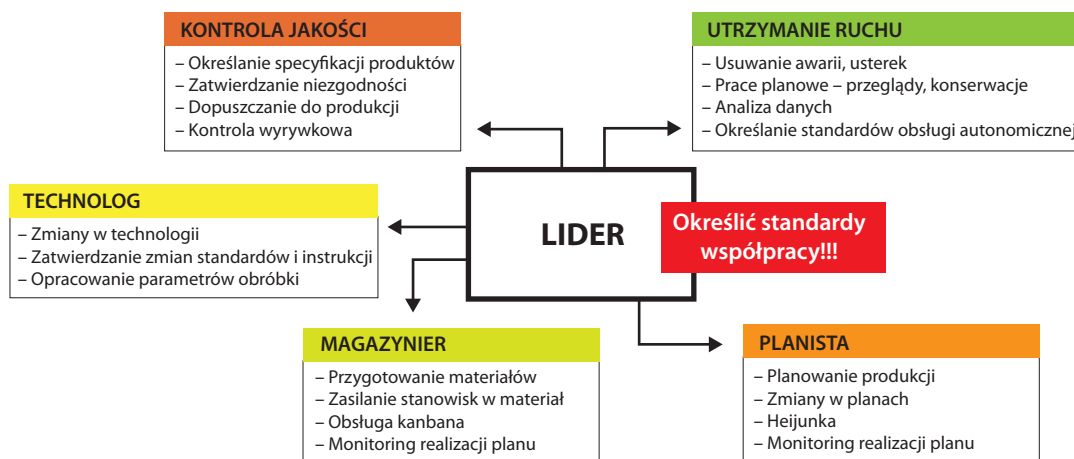 KONTROLA JAKOŚCI
– Określanie specyfikacji produktów
– Zatwierdzanie niezgodności
– Dopuszczanie do produkcji
– Kontrola wyrywkowa
UTRZYMANIE RUCHU
– Usuwanie awarii, usterek
– Prace planowe – przeglądy, konserwacje
– Analiza danych
– Określanie standardów obsługi autonomicznej
TECHNOLOG
– Zmiany w technologii
– Zatwierdzanie zmian standardów i instrukcji
– Opracowanie parametrów obróbki
LIDER
Określić standardy
współpracy!!!
MAGAZYNIER
– Przygotowanie materiałów
– Zasilanie stanowisk w materiał
– Obsługa kanbana
– Monitoring realizacji planu
PLANISTA
– Planowanie produkcji
– Zmiany w planach
– Heijunka
– Monitoring realizacji planu